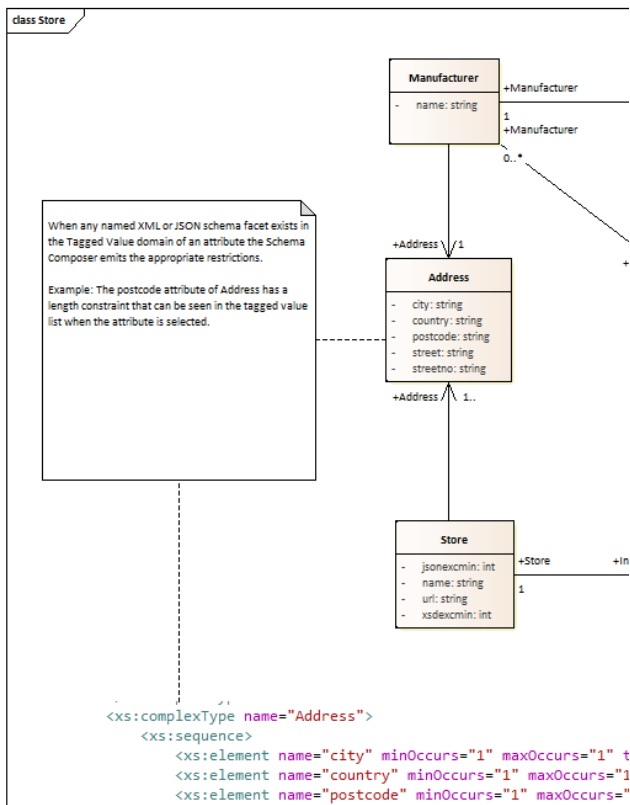 class Store
Manufacturer
- name: string
+Manufacturer
1
+Manufacturer
0..*
When any named XML or JSON schema facet exists in
the Tagged Value domain of an attribute the Schema
Composer emits the appropriate restrictions.
Example: The postcode attribute of Address has a
length constraint that can be seen in the tagged value
list when the attribute is selected.
+Address 1
Address
- city: string
- country: string
- postcode: string
- street: string
- streetno: string
+Address 1..
+
Store
- jsonexcmin: int
- name: string
- url: string
- xsdexcmin: int
+Store
1
+In
<xs:complexType name="Address">
<xs:sequence>
<xs:element name="city" minOccurs="1" maxOccurs="1" t
<xs:element name="country" minOccurs="1" maxOccurs="1
<xs:element name="postcode" minOccurs="1" maxOccurs="